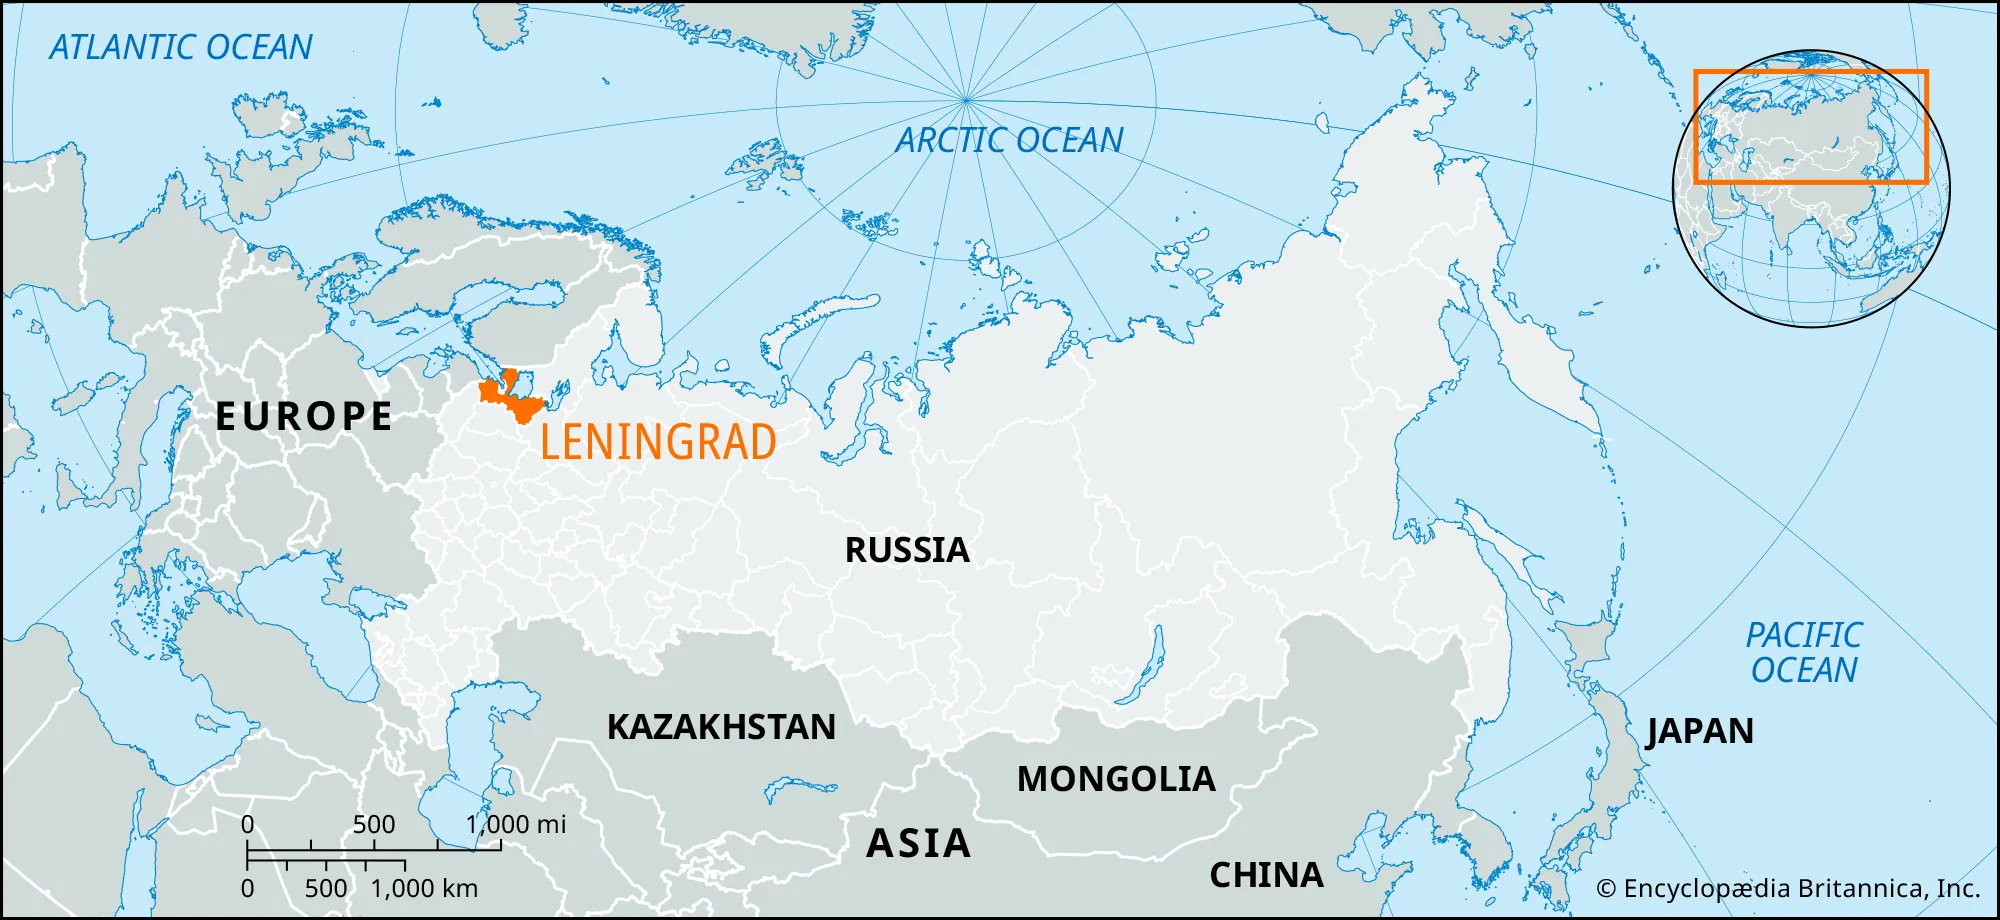 ATLANTIC OCEAN
ARCTIC OCEAN
EUROPE
LENINGRAD
RUSSIA
PACIFIC
OCEAN
KAZAKHSTAN
JAPAN
MONGOLIA
0 500 1,000 mi
ASIA
0 500 1,000 km
CHINA
© Encyclopædia Britannica, Inc.